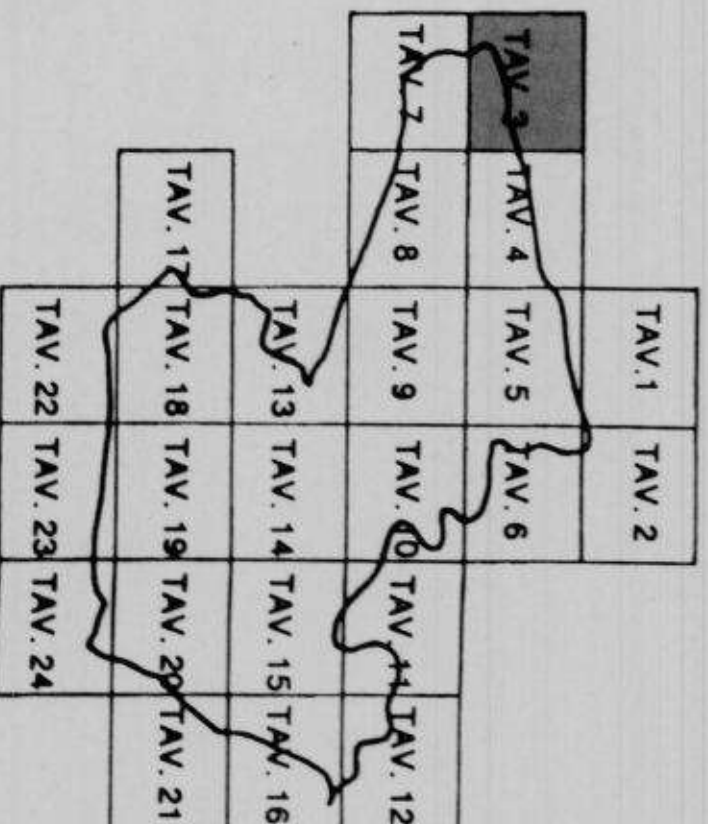 TAV.1 TAV. 2
TAV. 3 TAV. 4 TAV. 5 TAV. 6
TAV. 7 TAV. 8 TAV. 9 TAV. 10 TAV. 11 TAV. 12
TAV. 13 TAV. 14 TAV. 15 TAV. 16
TAV. 17 TAV. 18 TAV. 19 TAV. 20 TAV. 21
TAV. 22 TAV. 23 TAV. 24